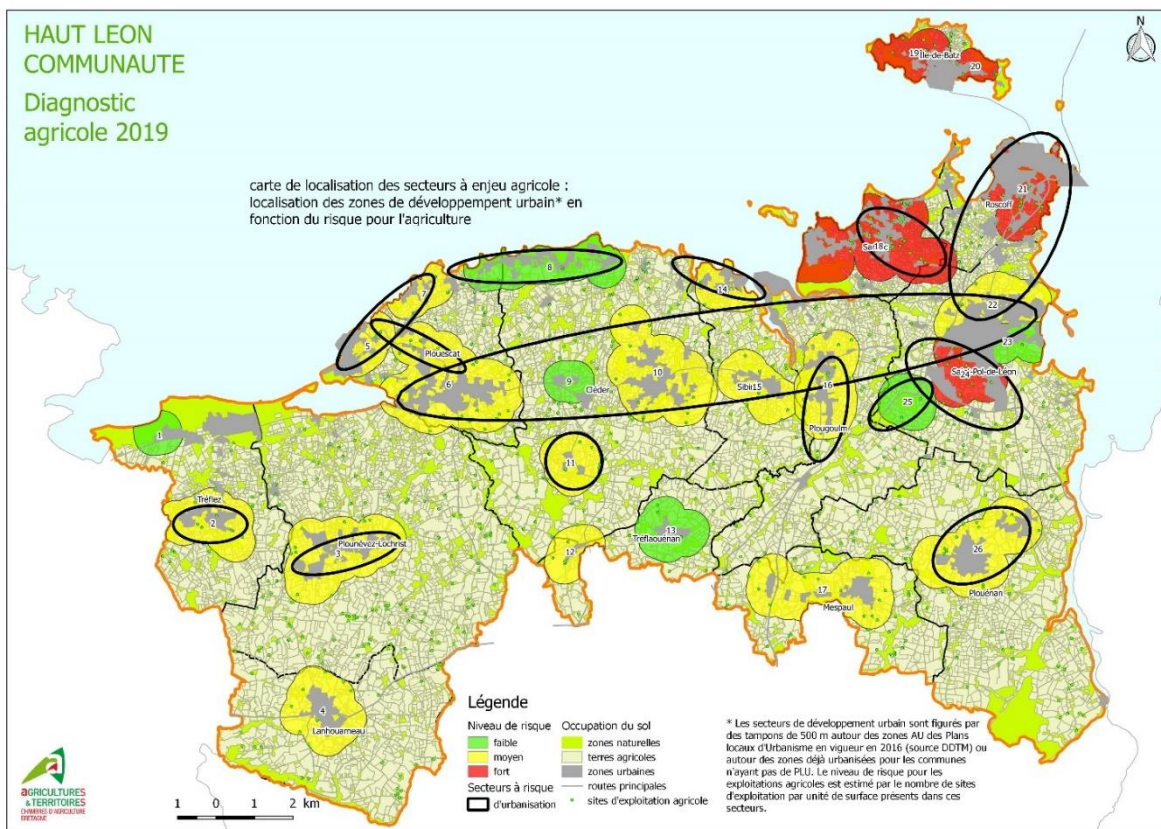 HAUT LEON
COMMUNAUTE
Diagnostic
agricole 2019
carte de localisation des secteurs à enjeu agricole :
localisation des zones de développempent urbain* en
fonction du risque pour l'agriculture
N
19
Île-de-Batz
20
21
Roscoff
18
22
23
24
Saint-Pol-de-Léon
25
8
7
14
5
Plouescat
6
9
Cléder
10
Sibiril
15
16
Plougoulm
1
11
Tréflez
2
Plounévez-Lochrist
3
12
13
Tréflaouénan
26
Plouénan
17
Mespaul
4
Lanhouarneau
Légende
Niveau de risque
faible
moyen
fort
Secteurs à risque
d'urbanisation
Occupation du sol
zones naturelles
terres agricoles
zones urbaines
routes principales
sites d'exploitation agricole
* Les secteurs de développement urbain sont figurés par
des tampons de 500 m autour des zones AU des Plans
locaux d'Urbanisme en vigueur en 2016 (source DDTM) ou
autour des zones déjà urbanisées pour les communes
n'ayant pas de PLU. Le niveau de risque pour les
exploitations agricoles est estimé par le nombre de sites
d'exploitation par unité de surface présents dans ces
secteurs.
AGRICULTURES
& TERRITOIRES
CHAMBRES D'AGRICULTURE
BRETAGNE
1 0 1 2 km